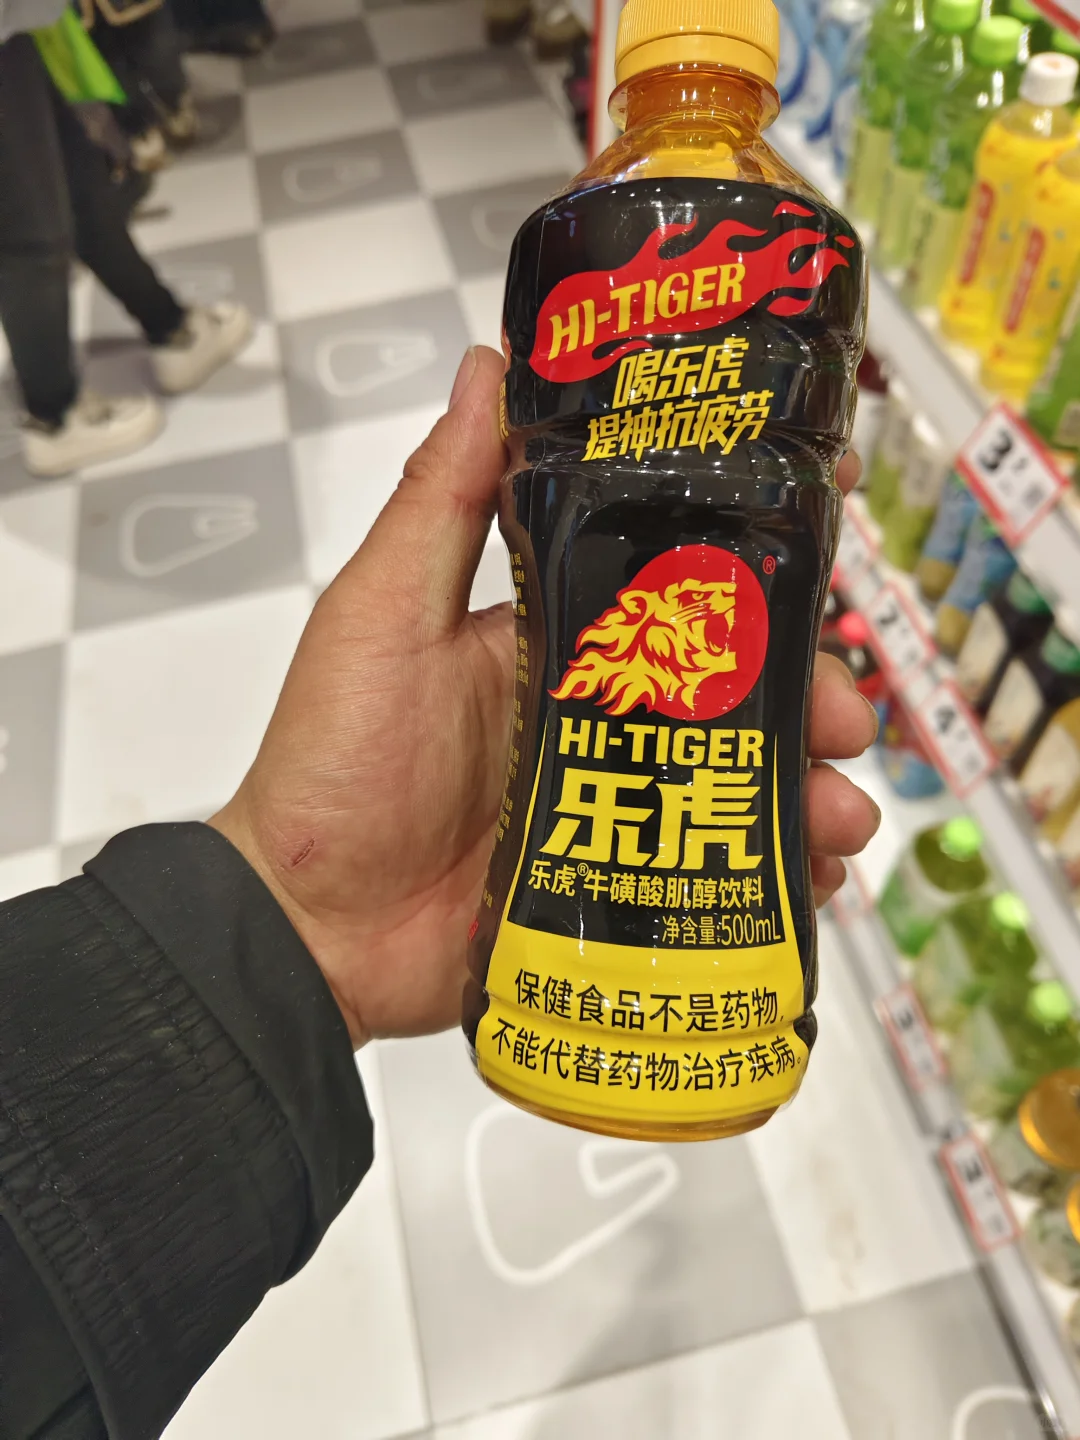 HI-TIGER
喝乐虎
提神抗疲劳
®
HI-TIGER
乐虎
乐虎®牛磺酸肌醇饮料
净含量:500mL
保健食品不是药物,
不能代替药物治疗疾病。